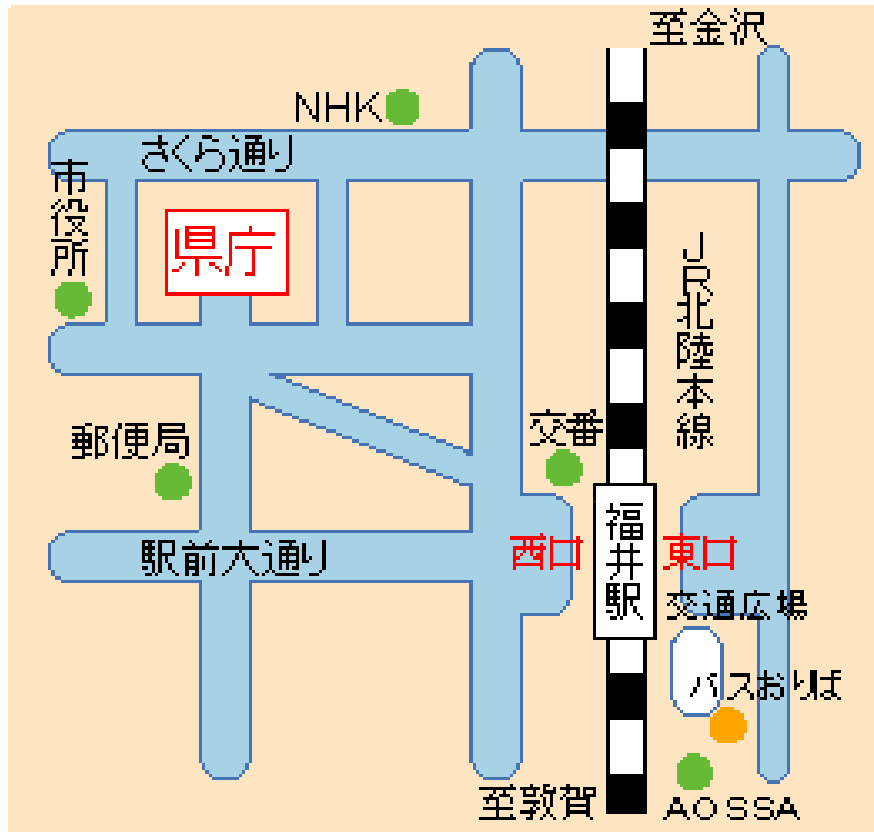 至金沢
NHK
さくら通り
市役所
県庁
JR北陸本線
交番
郵便局
福井駅
西口
東口
駅前大通り
交通広場
バスおりば
至敦賀
AOSSA